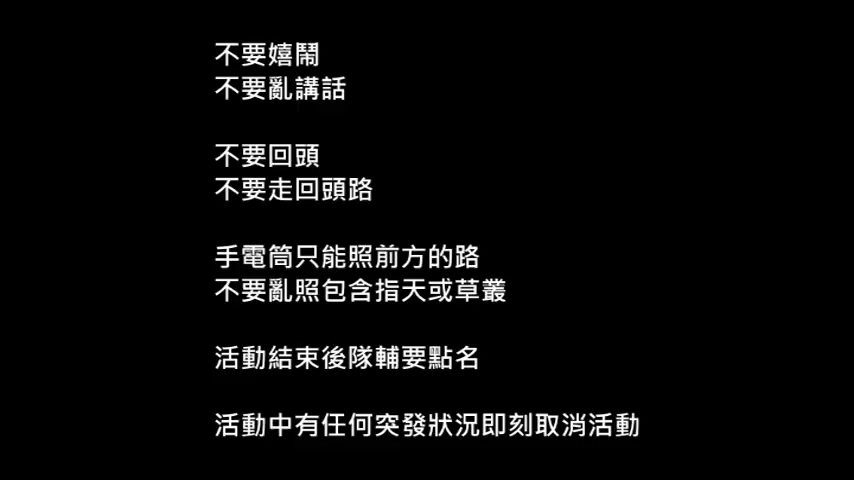 不要嬉鬧
不要亂講話
不要回頭
不要走回頭路
手電筒只能照前方的路
不要亂照包含指天或草叢
活動結束後隊輔要點名
活動中有任何突發狀況即刻取消活動